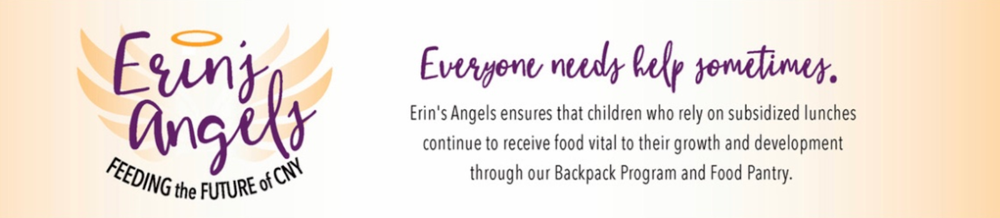 Erin's
Angels
FEEDING the FUTURE of CNY
Everyone needs help sometimes.
Erin's Angels ensures that children who rely on subsidized lunches
continue to receive food vital to their growth and development
through our Backpack Program and Food Pantry.